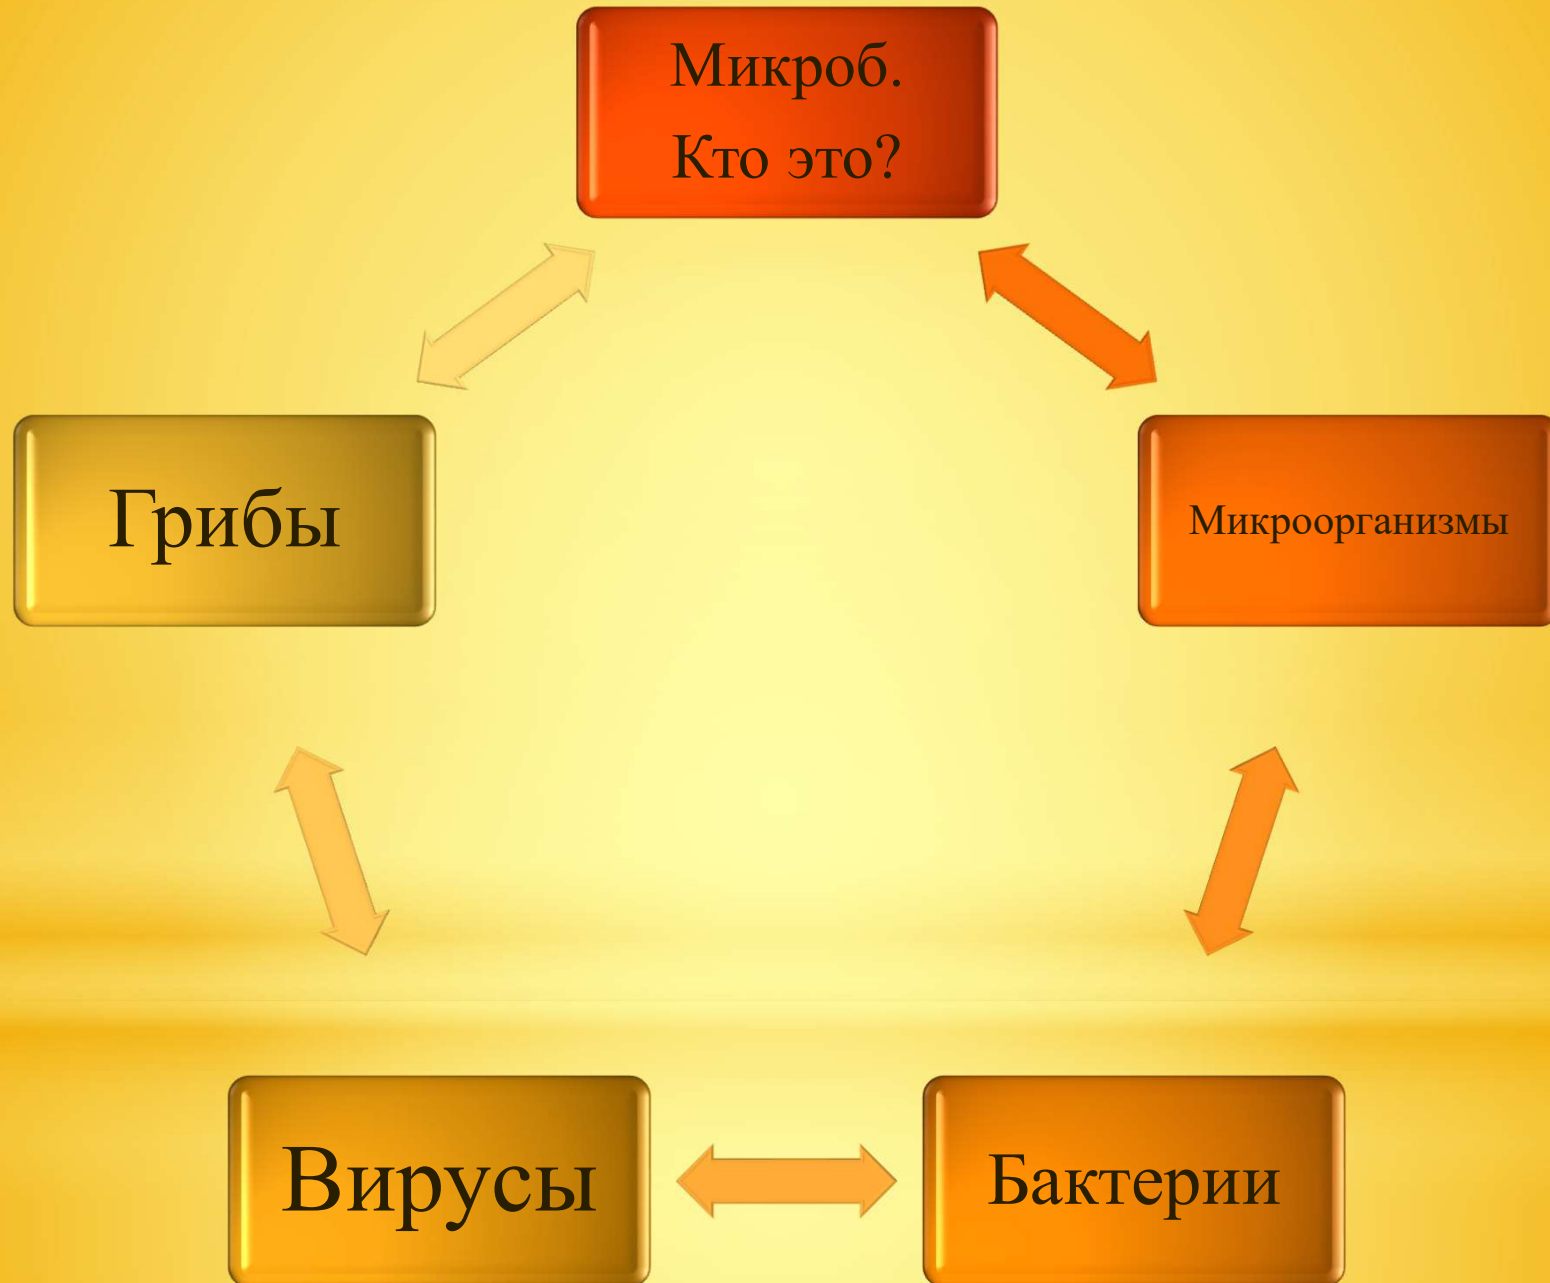 Микроб.
Кто это?
Грибы
Микроорганизмы
Вирусы
Бактерии